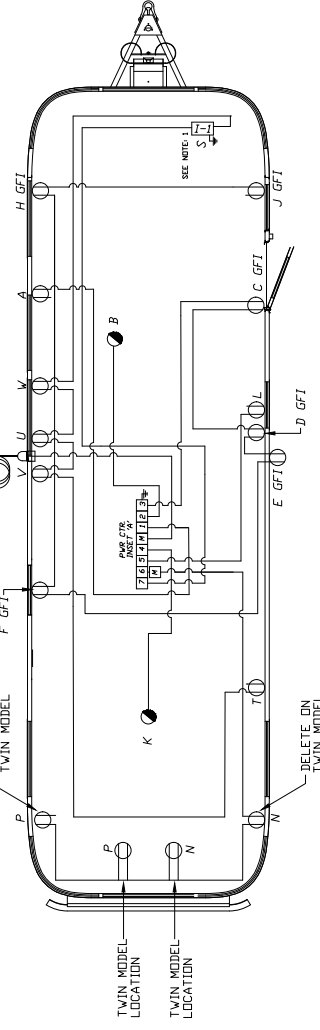 H GFI
A
W
U
V
F GFI
TWIN MODEL
P
SEE NOTE: 1
I-1
S
J GFI
C GFI
B
L
D GFI
E GFI
PWR CTR.
INSET 'A'
7 6 5 4 M 1 2 3
M
K
T
DELETE ON
TWIN MODEL
N
P
N
TWIN MODEL
LOCATION
TWIN MODEL
LOCATION